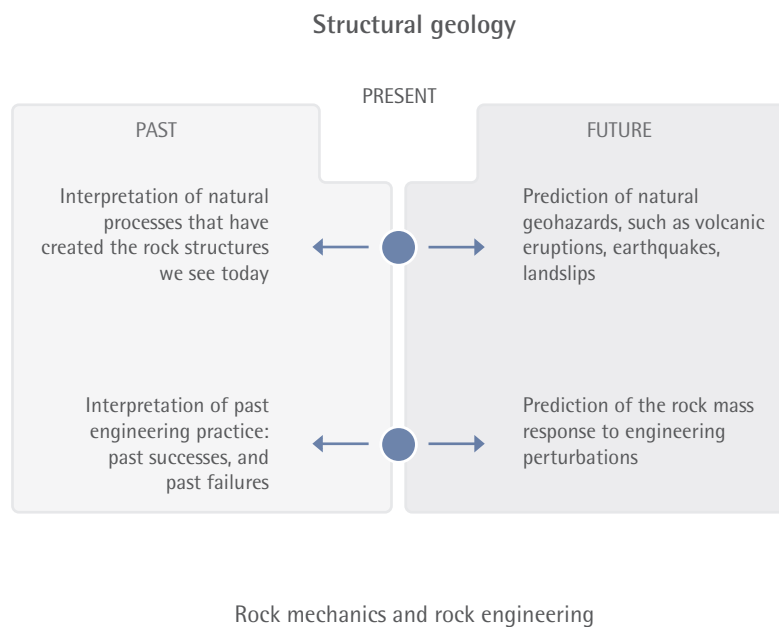 Structural geology
PRESENT
PAST
FUTURE
Interpretation of natural
processes that have
created the rock structures
we see today
Prediction of natural
geohazards, such as volcanic
eruptions, earthquakes,
landslips
Interpretation of past
engineering practice:
past successes, and
past failures
Prediction of the rock mass
response to engineering
perturbations
Rock mechanics and rock engineering